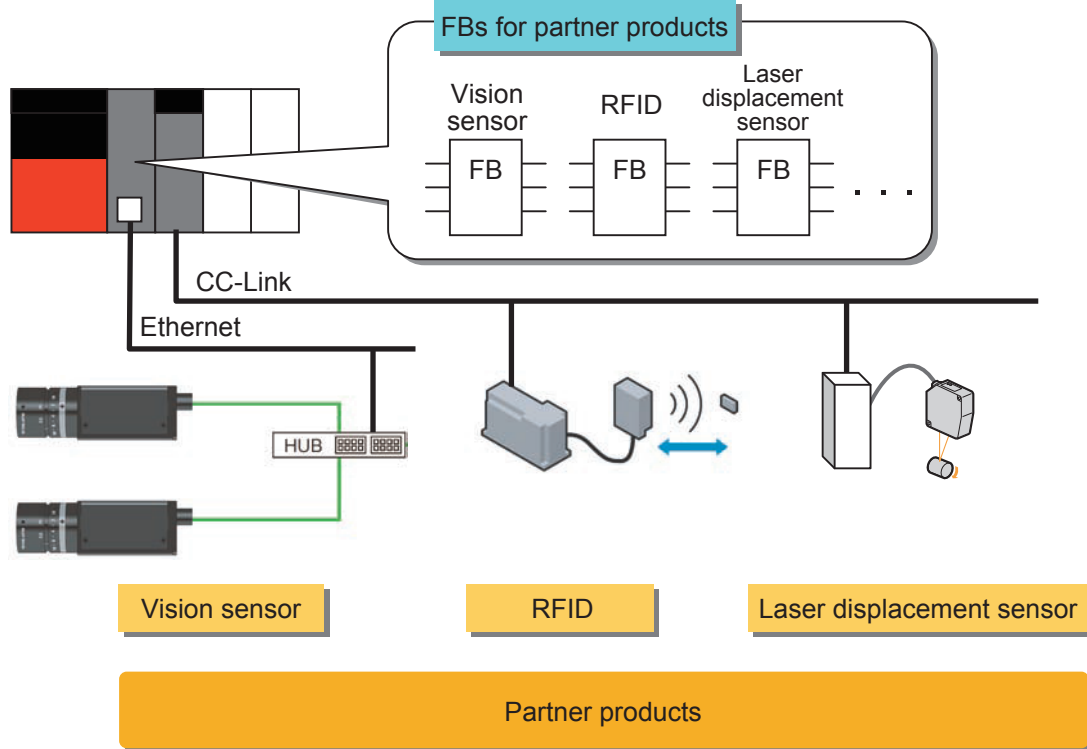 FBs for partner products
Vision
sensor
RFID
Laser
displacement
sensor
FB
FB
FB
. . .
CC-Link
Ethernet
HUB
Vision sensor
RFID
Laser displacement sensor
Partner products